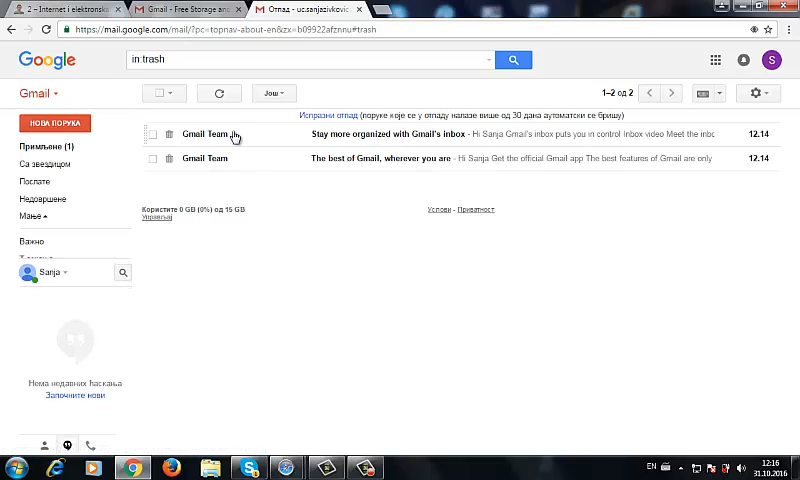 2 – Internet i elektronska
Gmail - Free Storage and
Отпад - uc.sanjazivkovic
https://mail.google.com/mail/?pc=topnav-about-en&zx=b09922afznnu#trash
Google
in:trash
S
Gmail
Још
1–2 од 2
НОВА ПОРУКА
Испразни отпад (поруке које се у отпаду налазе више од 30 дана аутоматски се бришу)
Gmail Team
Stay more organized with Gmail's inbox - Hi Sanja Gmail's inbox puts you in control Inbox video Meet the inbc
12.14
Gmail Team
The best of Gmail, wherever you are - Hi Sanja Get the official Gmail app The best features of Gmail are only
12.14
Примљене (1)
Са звездицом
Послате
Недовршене
Мање
Важно
Sanja
Користите 0 GB (0%) од 15 GB
Управљај
Услови - Приватност
Нема недавних ћаскања
Започните нови
EN
12:16
31.10.2016